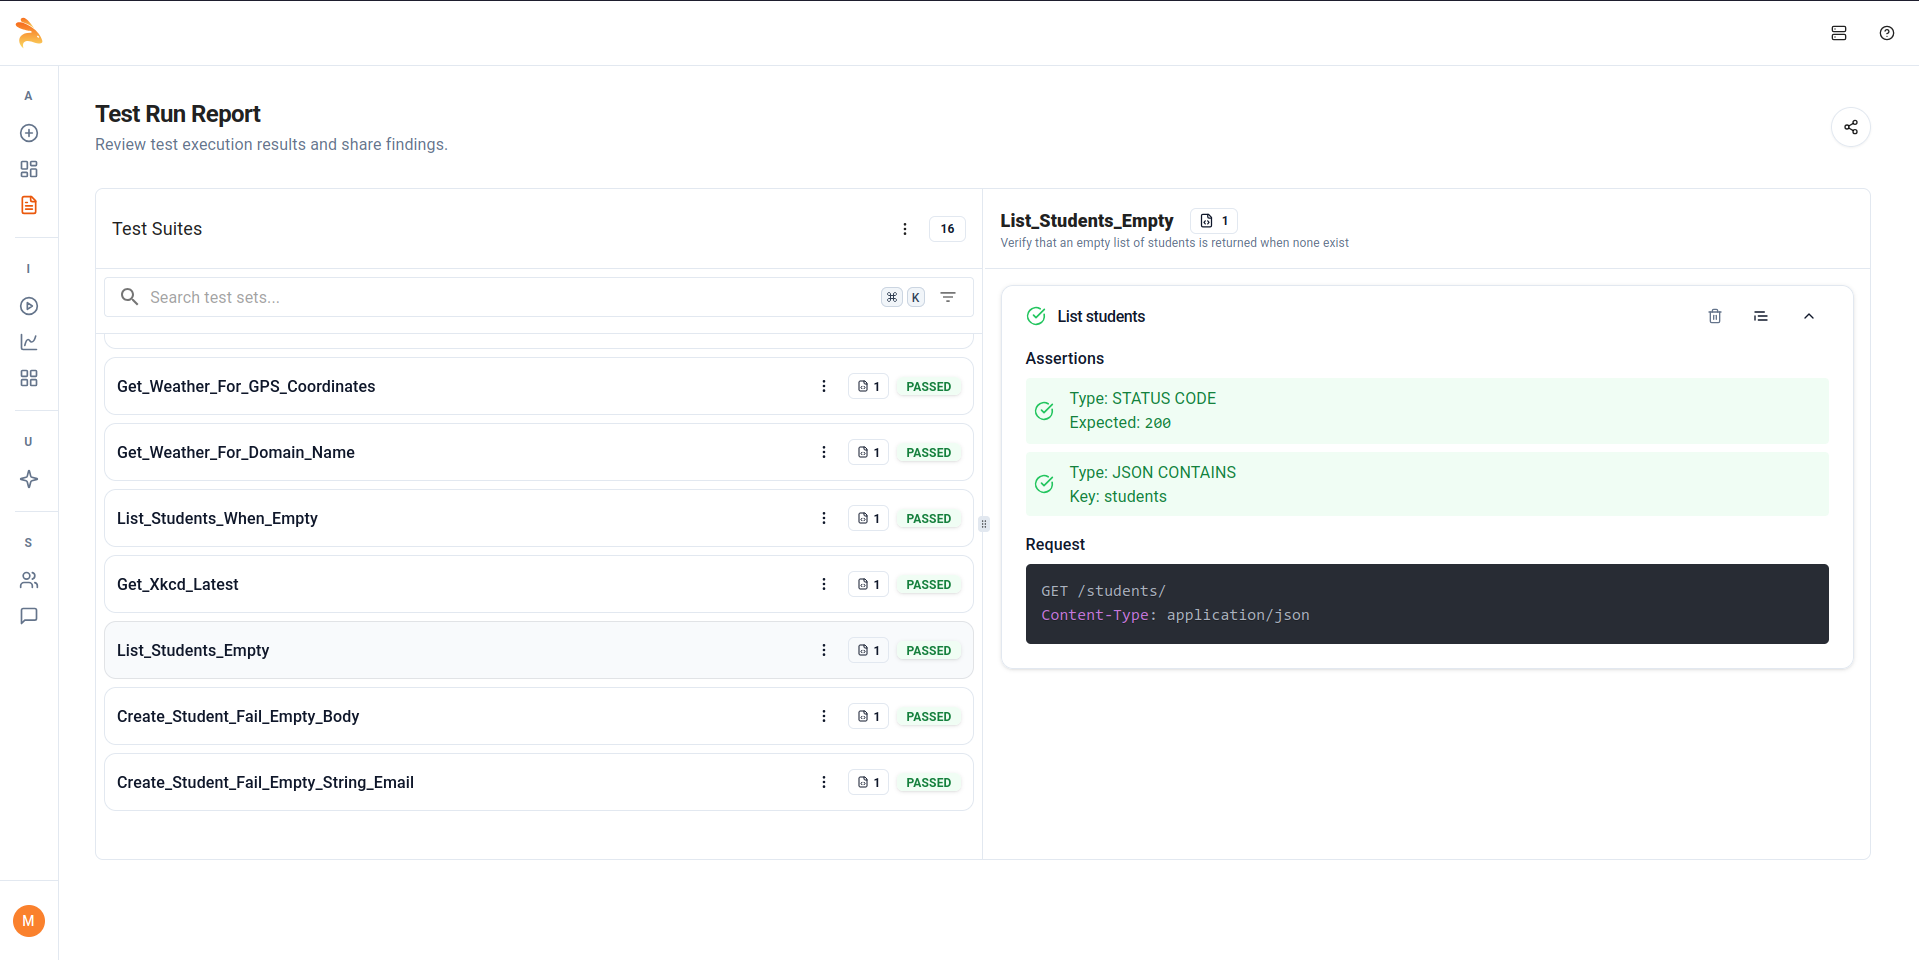 A
I
U
S
M
Test Run Report
Review test execution results and share findings.
Test Suites
16
Search test sets...
⌘ K
Get_Weather_For_GPS_Coordinates
1
PASSED
Get_Weather_For_Domain_Name
1
PASSED
List_Students_When_Empty
1
PASSED
Get_Xkcd_Latest
1
PASSED
List_Students_Empty
1
PASSED
Create_Student_Fail_Empty_Body
1
PASSED
Create_Student_Fail_Empty_String_Email
1
PASSED
List_Students_Empty
1
Verify that an empty list of students is returned when none exist
List students
Assertions
Type: STATUS CODE
Expected: 200
Type: JSON CONTAINS
Key: students
Request
GET /students/
Content-Type: application/json